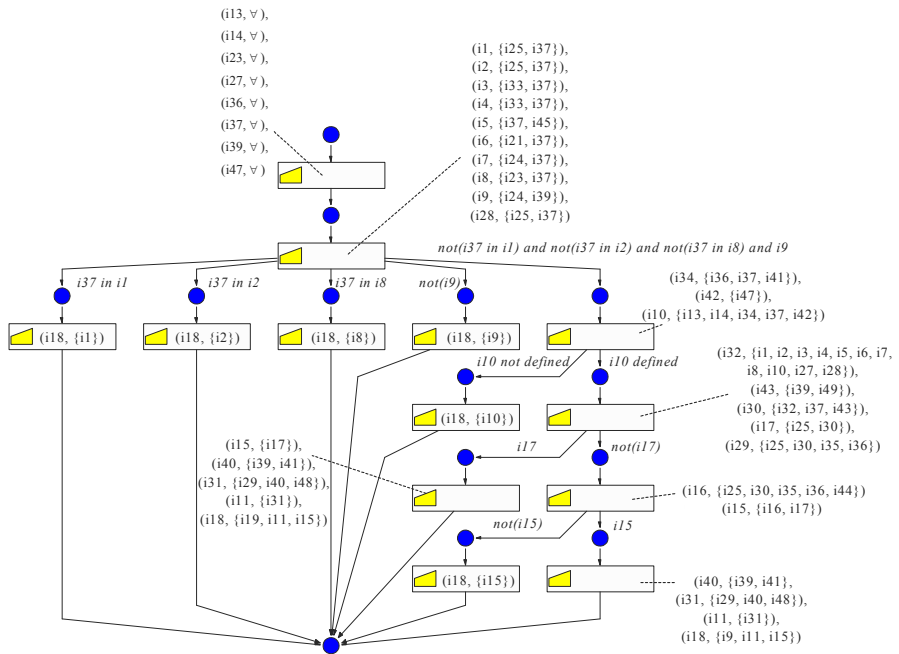 (i13, ∀),
(i14, ∀),
(i23, ∀),
(i27, ∀),
(i36, ∀),
(i37, ∀),
(i39, ∀),
(i47, ∀)
(i1, {i25, i37}),
(i2, {i25, i37}),
(i3, {i33, i37}),
(i4, {i33, i37}),
(i5, {i37, i45}),
(i6, {i21, i37}),
(i7, {i24, i37}),
(i8, {i23, i37}),
(i9, {i24, i39}),
(i28, {i25, i37})
not(i37 in i1) and not(i37 in i2) and not(i37 in i8) and i9
i37 in i1
i37 in i2
i37 in i8
not(i9)
(i34, {i36, i37, i41}),
(i42, {i47}),
(i10, {i13, i14, i34, i37, i42})
(i18, {i1})
(i18, {i2})
(i18, {i8})
(i18, {i9})
i10 not defined
i10 defined
(i32, {i1, i2, i3, i4, i5, i6, i7,
i8, i10, i27, i28}),
(i43, {i39, i49}),
(i30, {i32, i37, i43}),
(i17, {i25, i30}),
(i29, {i25, i30, i35, i36})
(i18, {i10})
i17
not(i17)
(i15, {i17}),
(i40, {i39, i41}),
(i31, {i29, i40, i48}),
(i11, {i31}),
(i18, {i19, i11, i15})
(i16, {i25, i30, i35, i36, i44})
(i15, {i16, i17})
not(i15)
i15
(i18, {i15})
(i40, {i39, i41},
(i31, {i29, i40, i48}),
(i11, {i31}),
(i18, {i9, i11, i15})